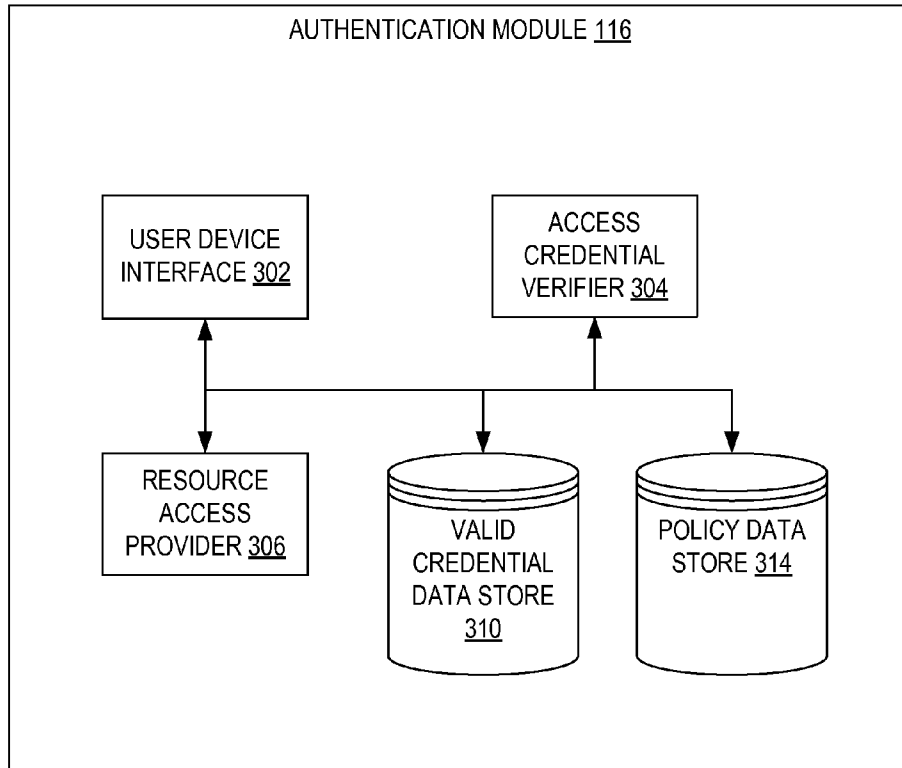 AUTHENTICATION MODULE 116
USER DEVICE
INTERFACE 302
ACCESS
CREDENTIAL
VERIFIER 304
RESOURCE
ACCESS
PROVIDER 306
VALID
CREDENTIAL
DATA STORE
310
POLICY DATA
STORE 314